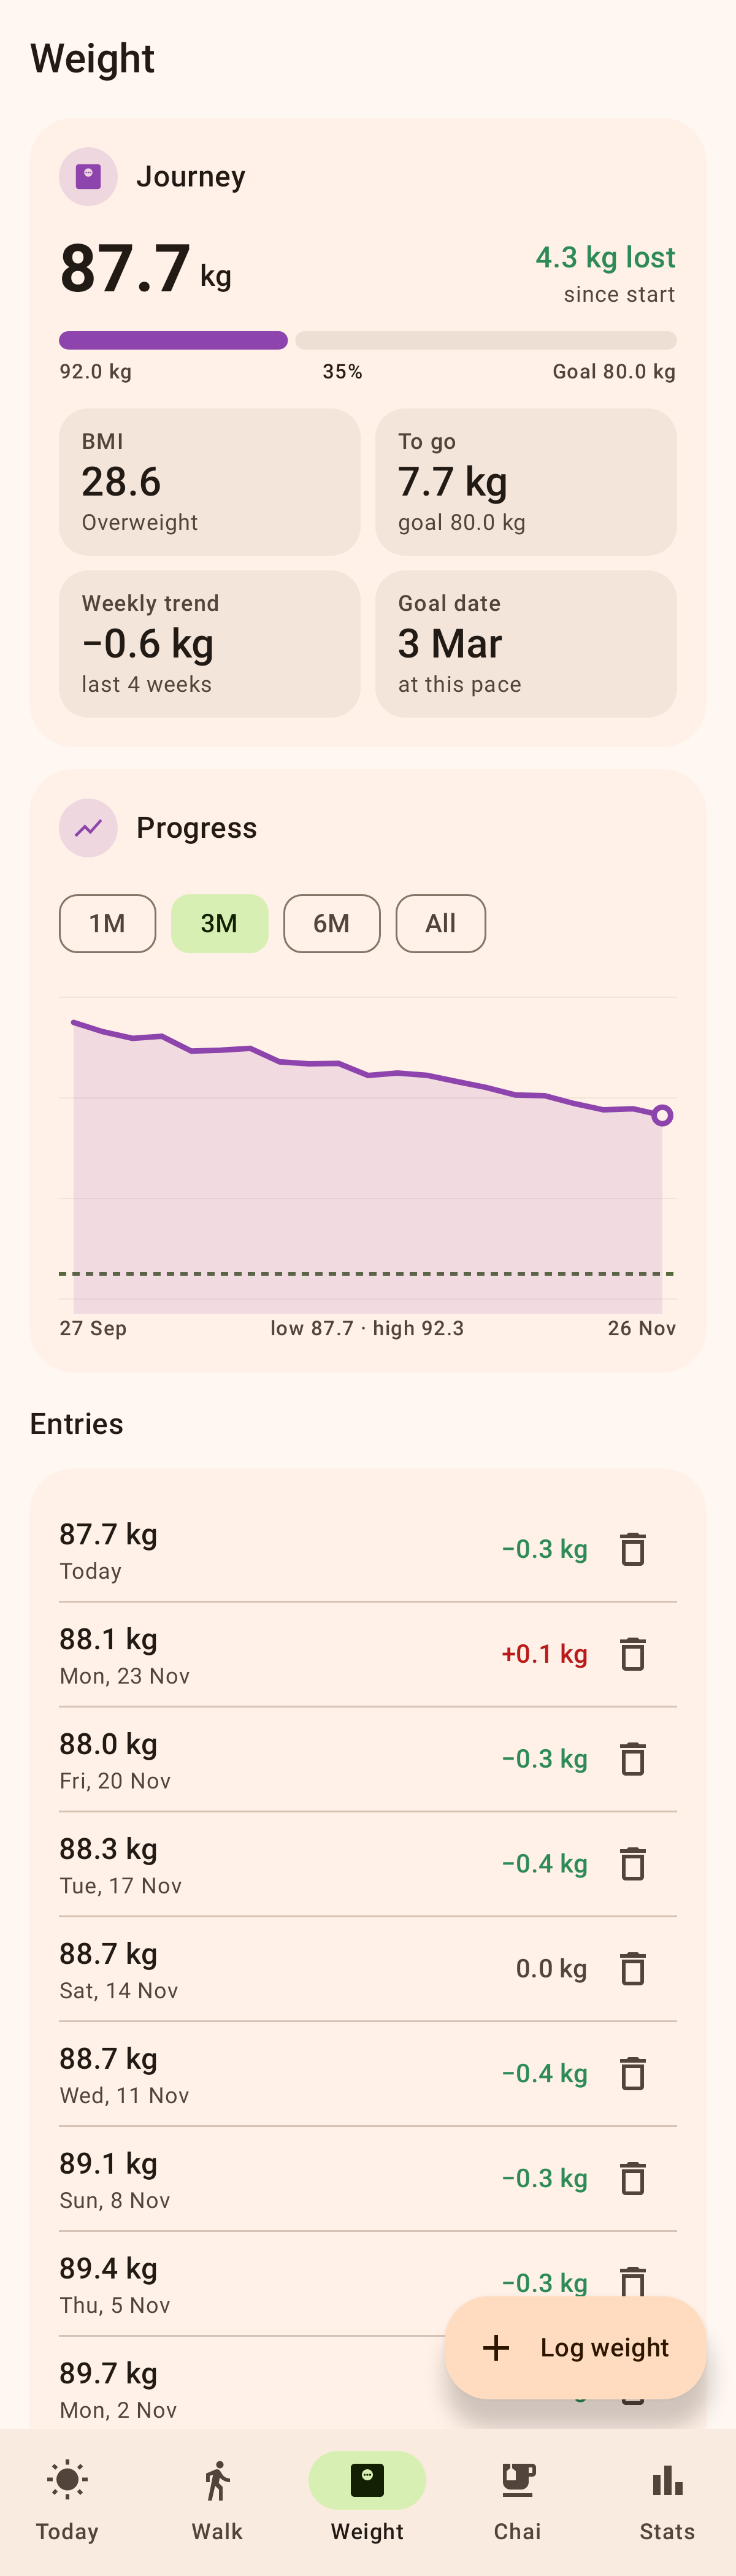 Weight
Journey
87.7 kg
4.3 kg lost
since start
92.0 kg
35%
Goal 80.0 kg
BMI
28.6
Overweight
To go
7.7 kg
goal 80.0 kg
Weekly trend
−0.6 kg
last 4 weeks
Goal date
3 Mar
at this pace
Progress
1M
3M
6M
All
27 Sep
low 87.7 · high 92.3
26 Nov
Entries
87.7 kg
Today
−0.3 kg
88.1 kg
Mon, 23 Nov
+0.1 kg
88.0 kg
Fri, 20 Nov
−0.3 kg
88.3 kg
Tue, 17 Nov
−0.4 kg
88.7 kg
Sat, 14 Nov
0.0 kg
88.7 kg
Wed, 11 Nov
−0.4 kg
89.1 kg
Sun, 8 Nov
−0.3 kg
89.4 kg
Thu, 5 Nov
−0.3 kg
89.7 kg
Mon, 2 Nov
Log weight
Today
Walk
Weight
Chai
Stats